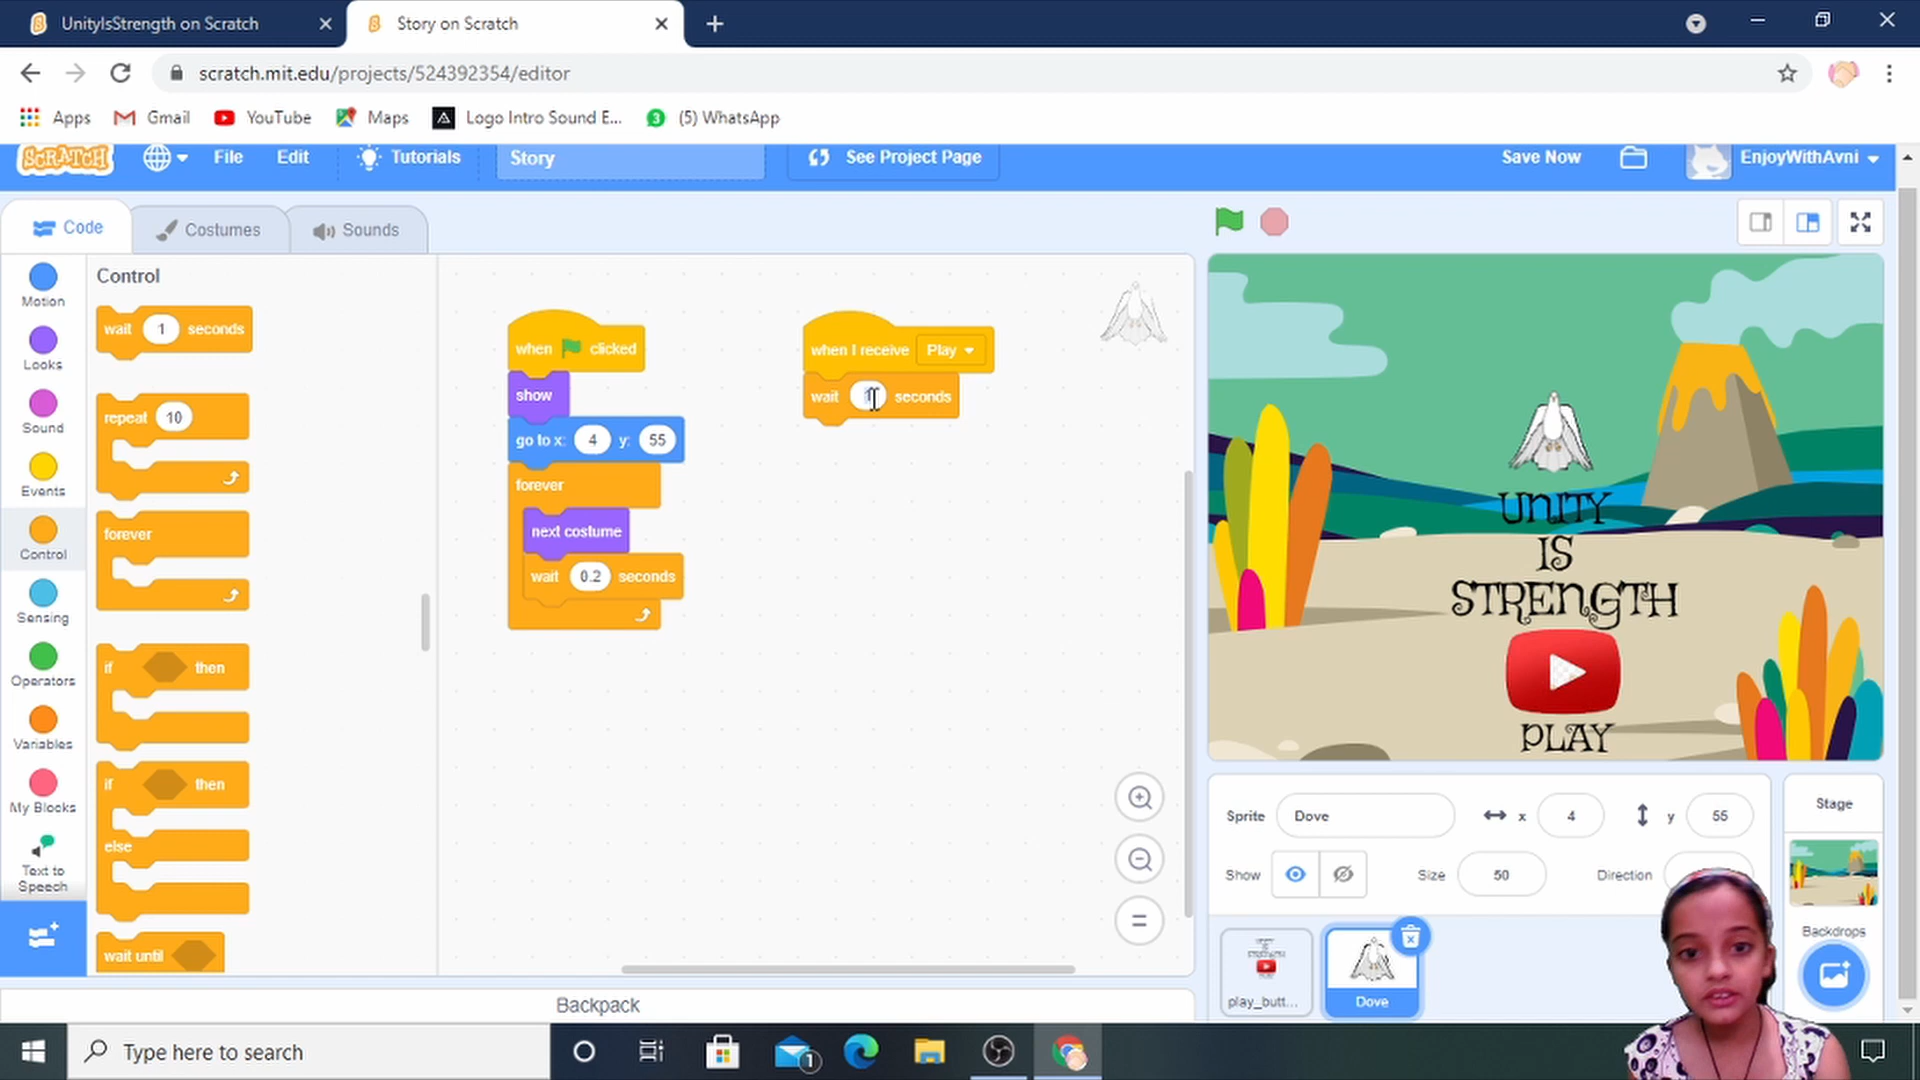 UnityIsStrength on Scratch
Story on Scratch
scratch.mit.edu/projects/524392354/editor
Apps
Gmail
YouTube
Maps
Logo Intro Sound E...
(5) WhatsApp
SCRATCH
File
Edit
Tutorials
Story
See Project Page
Save Now
EnjoyWithAvni
Code
Costumes
Sounds
Motion
Looks
Sound
Events
Control
Sensing
Operators
Variables
My Blocks
Text to
Speech
Control
wait 1 seconds
repeat 10
forever
if then
if then
else
wait until
when clicked
show
go to x: 4 y: 55
forever
next costume
wait 0.2 seconds
when I receive Play
wait seconds
UNITY
IS
STRENGTH
PLAY
Sprite Dove x 4 y 55
Show Size 50 Direction
play_butt...
Dove
Stage
Backdrops
Backpack
Type here to search
1